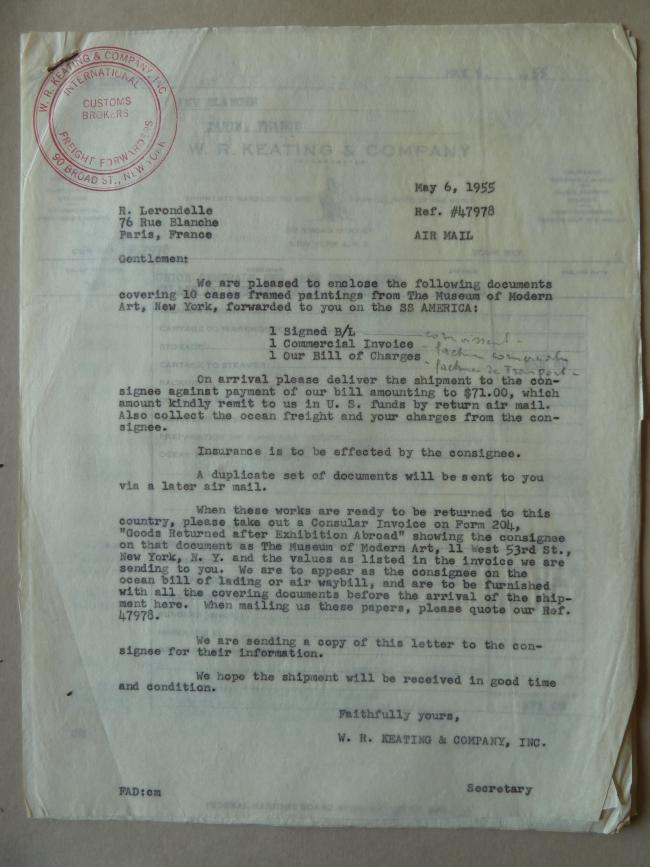 W. R. KEATING & COMPANY, INC
INTERNATIONAL
CUSTOMS
BROKERS
FREIGHT FORWARDERS
90 BROAD ST., NEW YORK
W. R. KEATING & COMPANY
May 6, 1955
R. Lerondelle
Ref. #47978
76 Rue Blanche
Paris, France
AIR MAIL
Gentlemen:
We are pleased to enclose the following documents
covering 10 cases framed paintings from The Museum of Modern
Art, New York, forwarded to you on the SS AMERICA:
1 Signed B/L
1 Commercial Invoice - facture
1 Our Bill of Charges - facture de Transport -
On arrival please deliver the shipment to the con-
signee against payment of our bill amounting to $71.00, which
amount kindly remit to us in U. S. funds by return air mail.
Also collect the ocean freight and your charges from the con-
signee.
Insurance is to be effected by the consignee.
A duplicate set of documents will be sent to you
via a later air mail.
When these works are ready to be returned to this
country, please take out a Consular Invoice on Form 204,
"Goods Returned after Exhibition Abroad" showing the consignee
on that document as The Museum of Modern Art, 11 West 53rd St.,
New York, N. Y. and the values as listed in the invoice we are
sending to you. We are to appear as the consignee on the
ocean bill of lading or air waybill, and are to be furnished
with all the covering documents before the arrival of the ship-
ment here. When mailing us these papers, please quote our Ref.
47978.
We are sending a copy of this letter to the con-
signee for their information.
We hope the shipment will be received in good time
and condition.
Faithfully yours,
W. R. KEATING & COMPANY, INC.
FAD:cm
Secretary